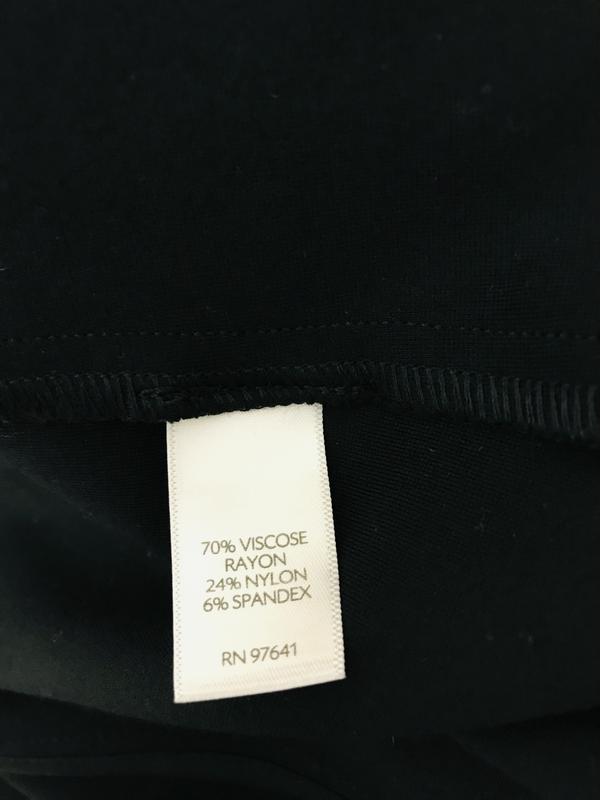 70% VISCOSE
RAYON
24% NYLON
6% SPANDEX
RN 97641